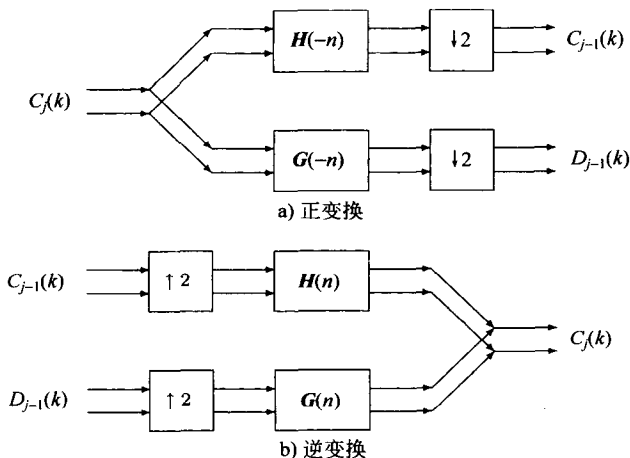 H(−n)
↓2
C_{j−1}(k)
C_j(k)
G(−n)
↓2
D_{j−1}(k)
a) 正变换
C_{j−1}(k)
↑2
H(n)
C_j(k)
D_{j−1}(k)
↑2
G(n)
b) 逆变换